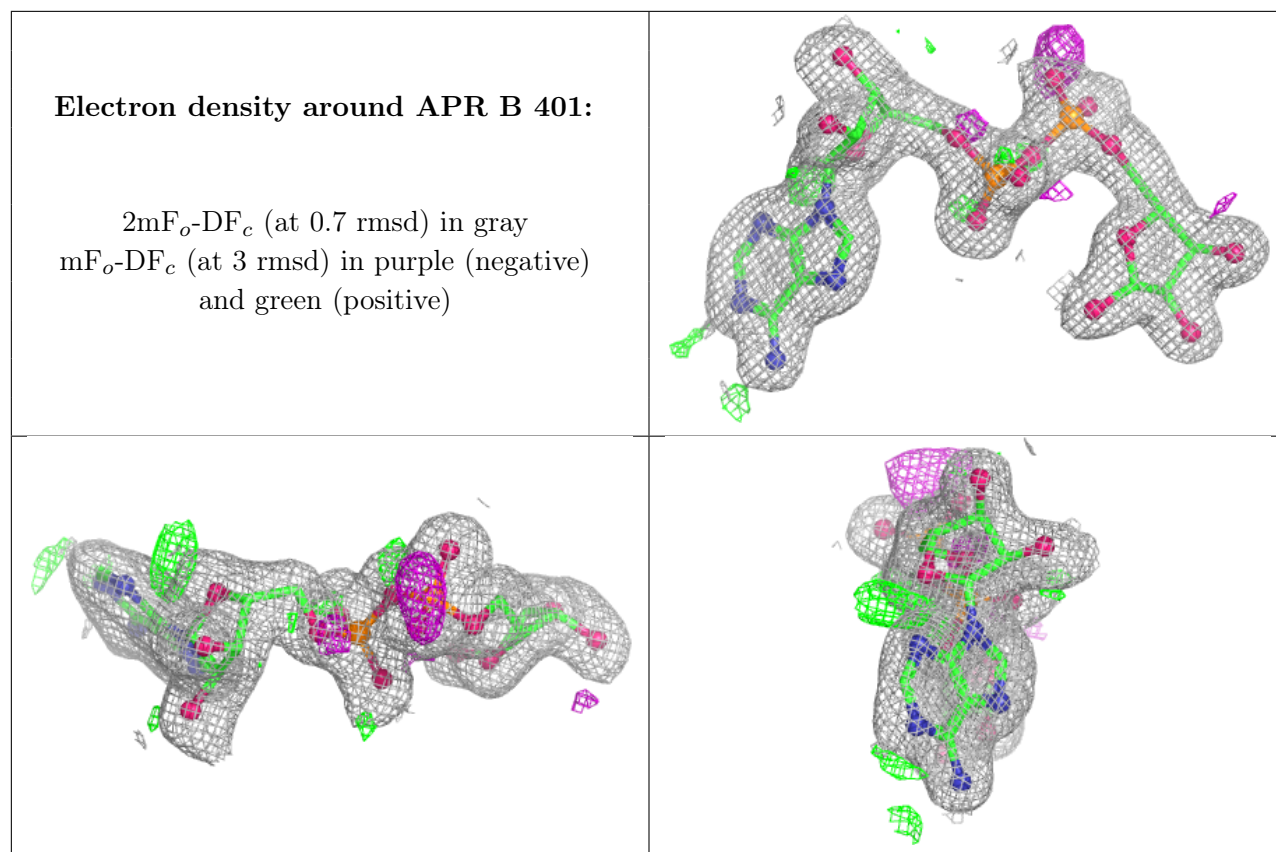 Electron density around APR B 401:
2mFₒ-DF𝒸 (at 0.7 rmsd) in gray
mFₒ-DF𝒸 (at 3 rmsd) in purple (negative)
and green (positive)